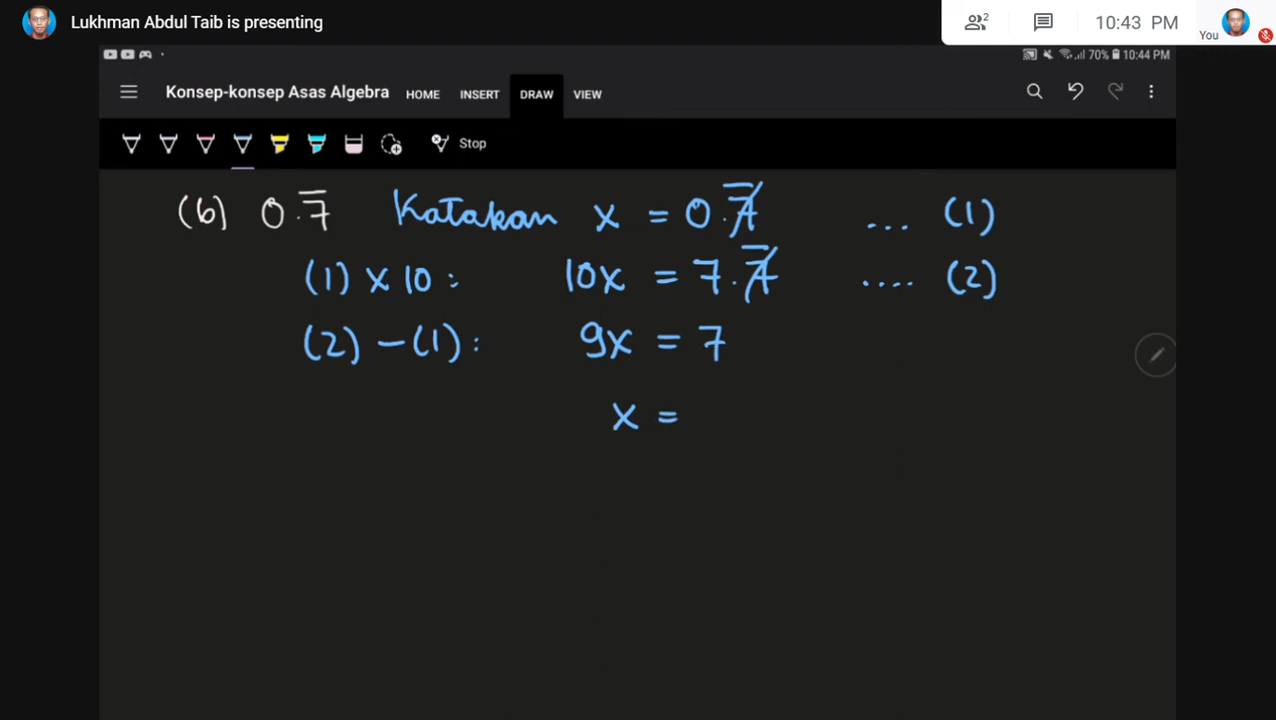 Lukhman Abdul Taib is presenting
2
10:43 PM
You
70% 10:44 PM
Konsep-konsep Asas Algebra HOME INSERT DRAW VIEW
Stop
(b) 0.7̅ Katakan x = 0.7̅ ... (1)
(1) x 10 : 10x = 7.7̅ .... (2)
(2) - (1) : 9x = 7
x =